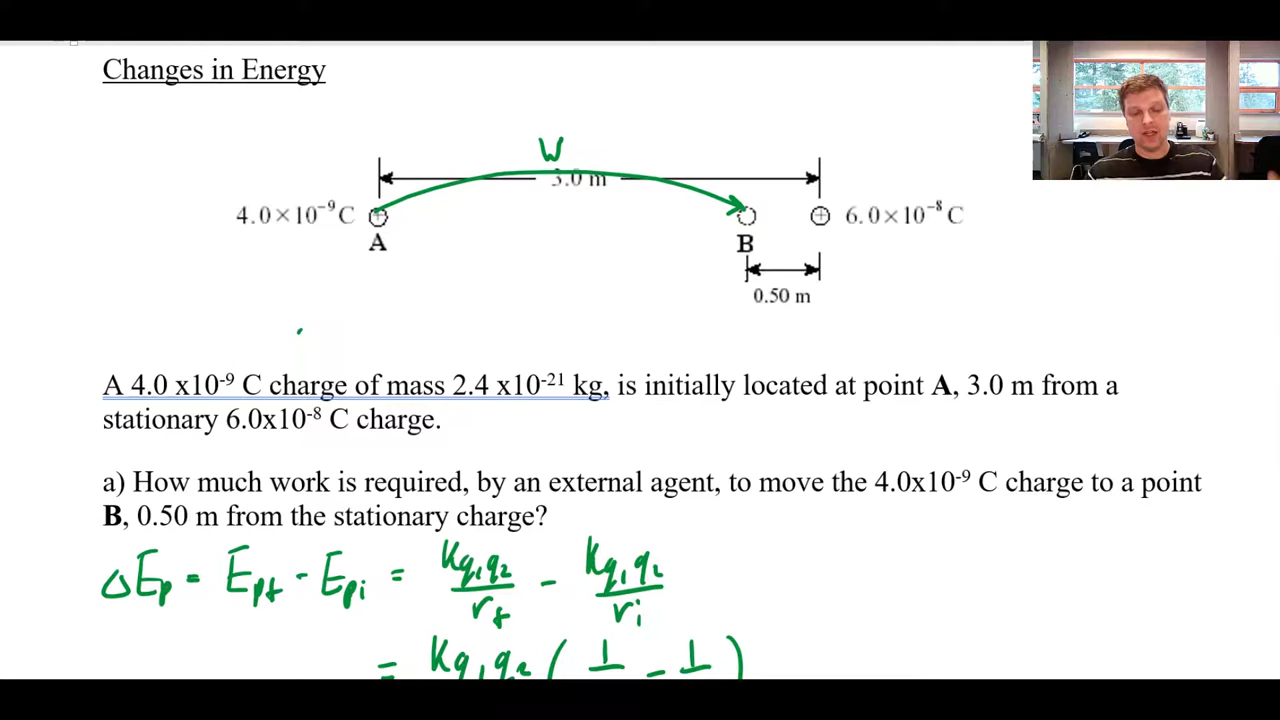 Changes in Energy
W
3.0 m
4.0×10⁻⁹ C
6.0×10⁻⁸ C
A
B
0.50 m
A 4.0 x10⁻⁹ C charge of mass 2.4 x10⁻²¹ kg, is initially located at point A, 3.0 m from a
stationary 6.0x10⁻⁸ C charge.
a) How much work is required, by an external agent, to move the 4.0x10⁻⁹ C charge to a point
B, 0.50 m from the stationary charge?
ΔEp = Epf - Epi = kq₁q₂/rf - kq₁q₂/ri
= kq₁q₂ ( 1 - 1 )